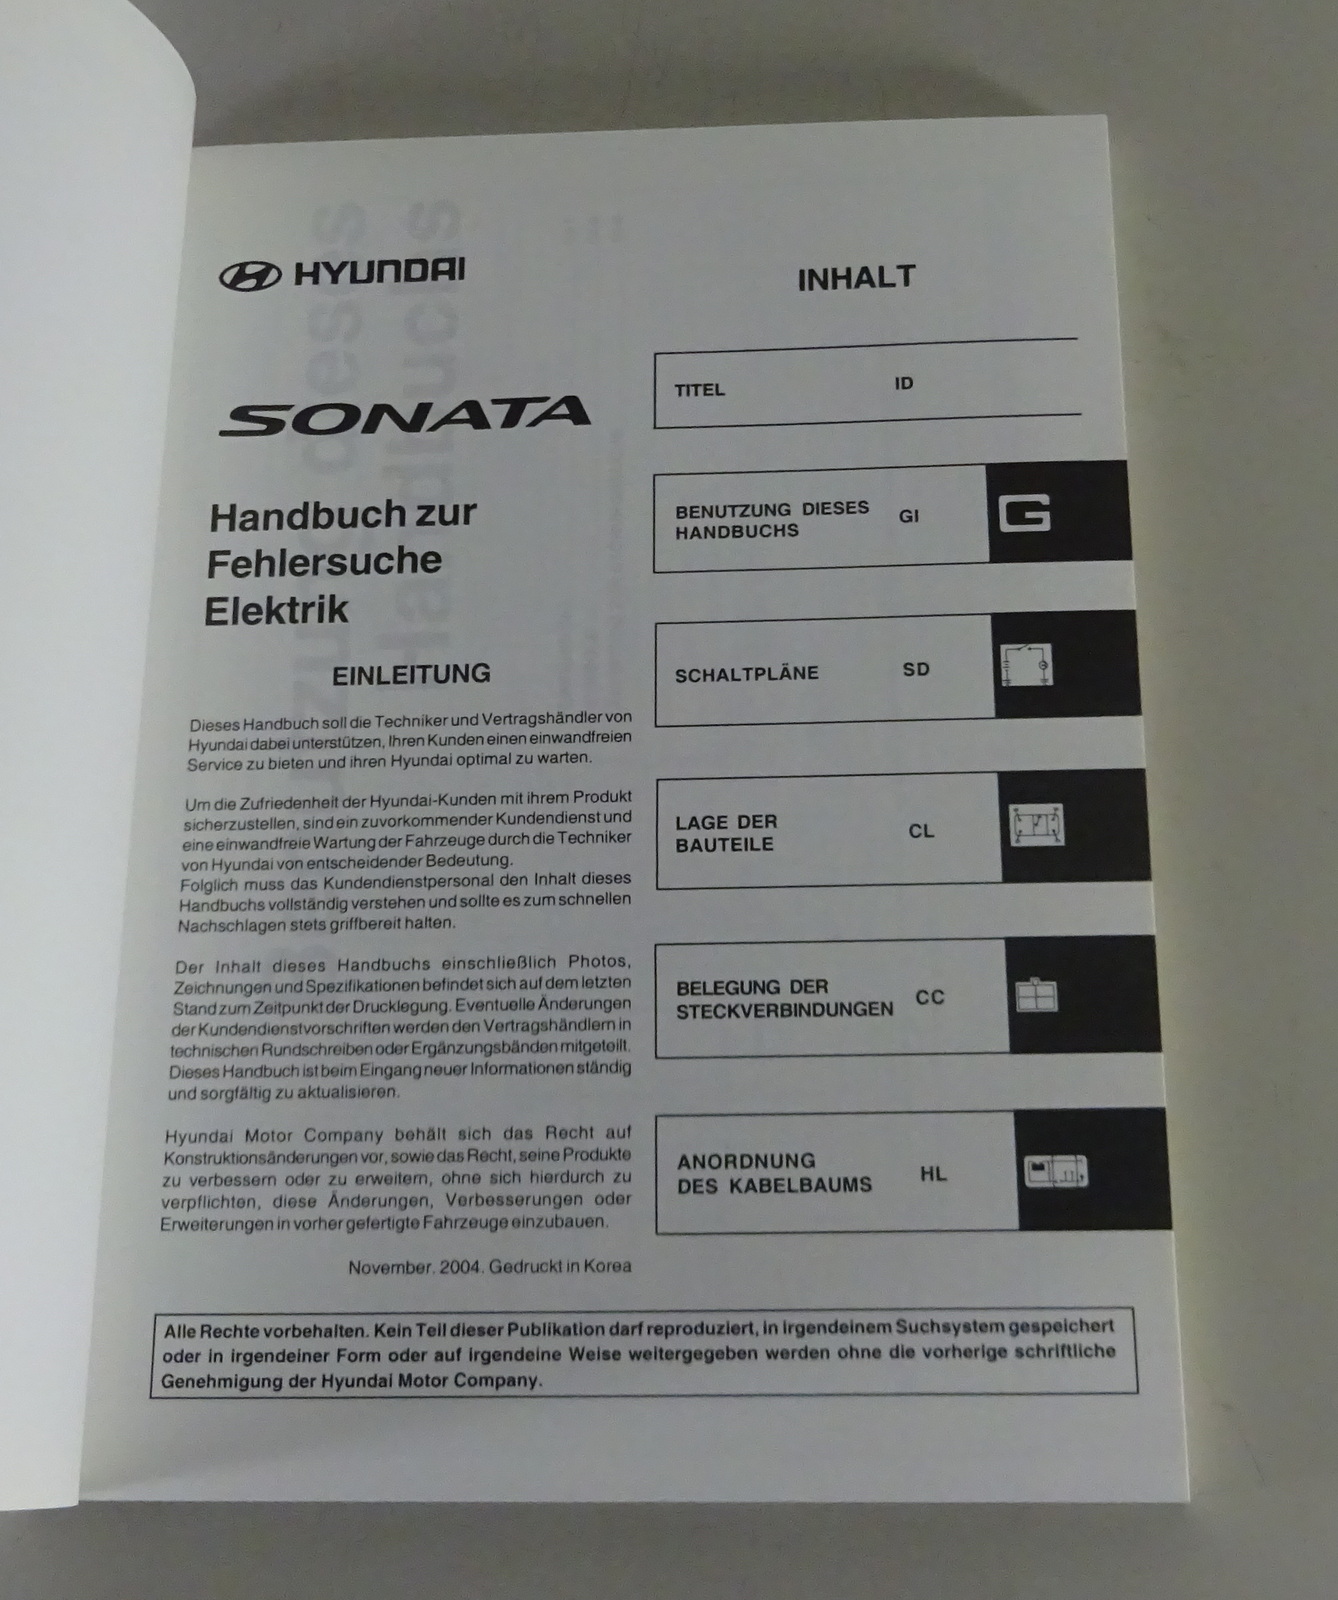 HYUNDAI
SONATA
Handbuch zur
Fehlersuche
Elektrik
EINLEITUNG
Dieses Handbuch soll die Techniker und Vertragshändler von
Hyundai dabei unterstützen, Ihren Kunden einen einwandfreien
Service zu bieten und ihren Hyundai optimal zu warten.
Um die Zufriedenheit der Hyundai-Kunden mit ihrem Produkt
sicherzustellen, sind ein zuvorkommender Kundendienst und
eine einwandfreie Wartung der Fahrzeuge durch die Techniker
von Hyundai von entscheidender Bedeutung.
Folglich muss das Kundendienstpersonal den Inhalt dieses
Handbuchs vollständig verstehen und sollte es zum schnellen
Nachschlagen stets griffbereit halten.
Der Inhalt dieses Handbuchs einschließlich Photos,
Zeichnungen und Spezifikationen befindet sich auf dem letzten
Stand zum Zeitpunkt der Drucklegung. Eventuelle Änderungen
der Kundendienstvorschriften werden den Vertragshändlern in
technischen Rundschreiben oder Ergänzungsbänden mitgeteilt.
Dieses Handbuch ist beim Eingang neuer Informationen ständig
und sorgfältig zu aktualisieren.
Hyundai Motor Company behält sich das Recht auf
Konstruktionsänderungen vor, sowie das Recht, seine Produkte
zu verbessern oder zu erweitern, ohne sich hierdurch zu
verpflichten, diese Änderungen, Verbesserungen oder
Erweiterungen in vorher gefertigte Fahrzeuge einzubauen.
November. 2004. Gedruckt in Korea
INHALT
TITEL ID
BENUTZUNG DIESES
HANDBUCHS GI
G
SCHALTPLÄNE SD
LAGE DER
BAUTEILE CL
BELEGUNG DER
STECKVERBINDUNGEN CC
ANORDNUNG
DES KABELBAUMS HL
Alle Rechte vorbehalten. Kein Teil dieser Publikation darf reproduziert, in irgendeinem Suchsystem gespeichert
oder in irgendeiner Form oder auf irgendeine Weise weitergegeben werden ohne die vorherige schriftliche
Genehmigung der Hyundai Motor Company.